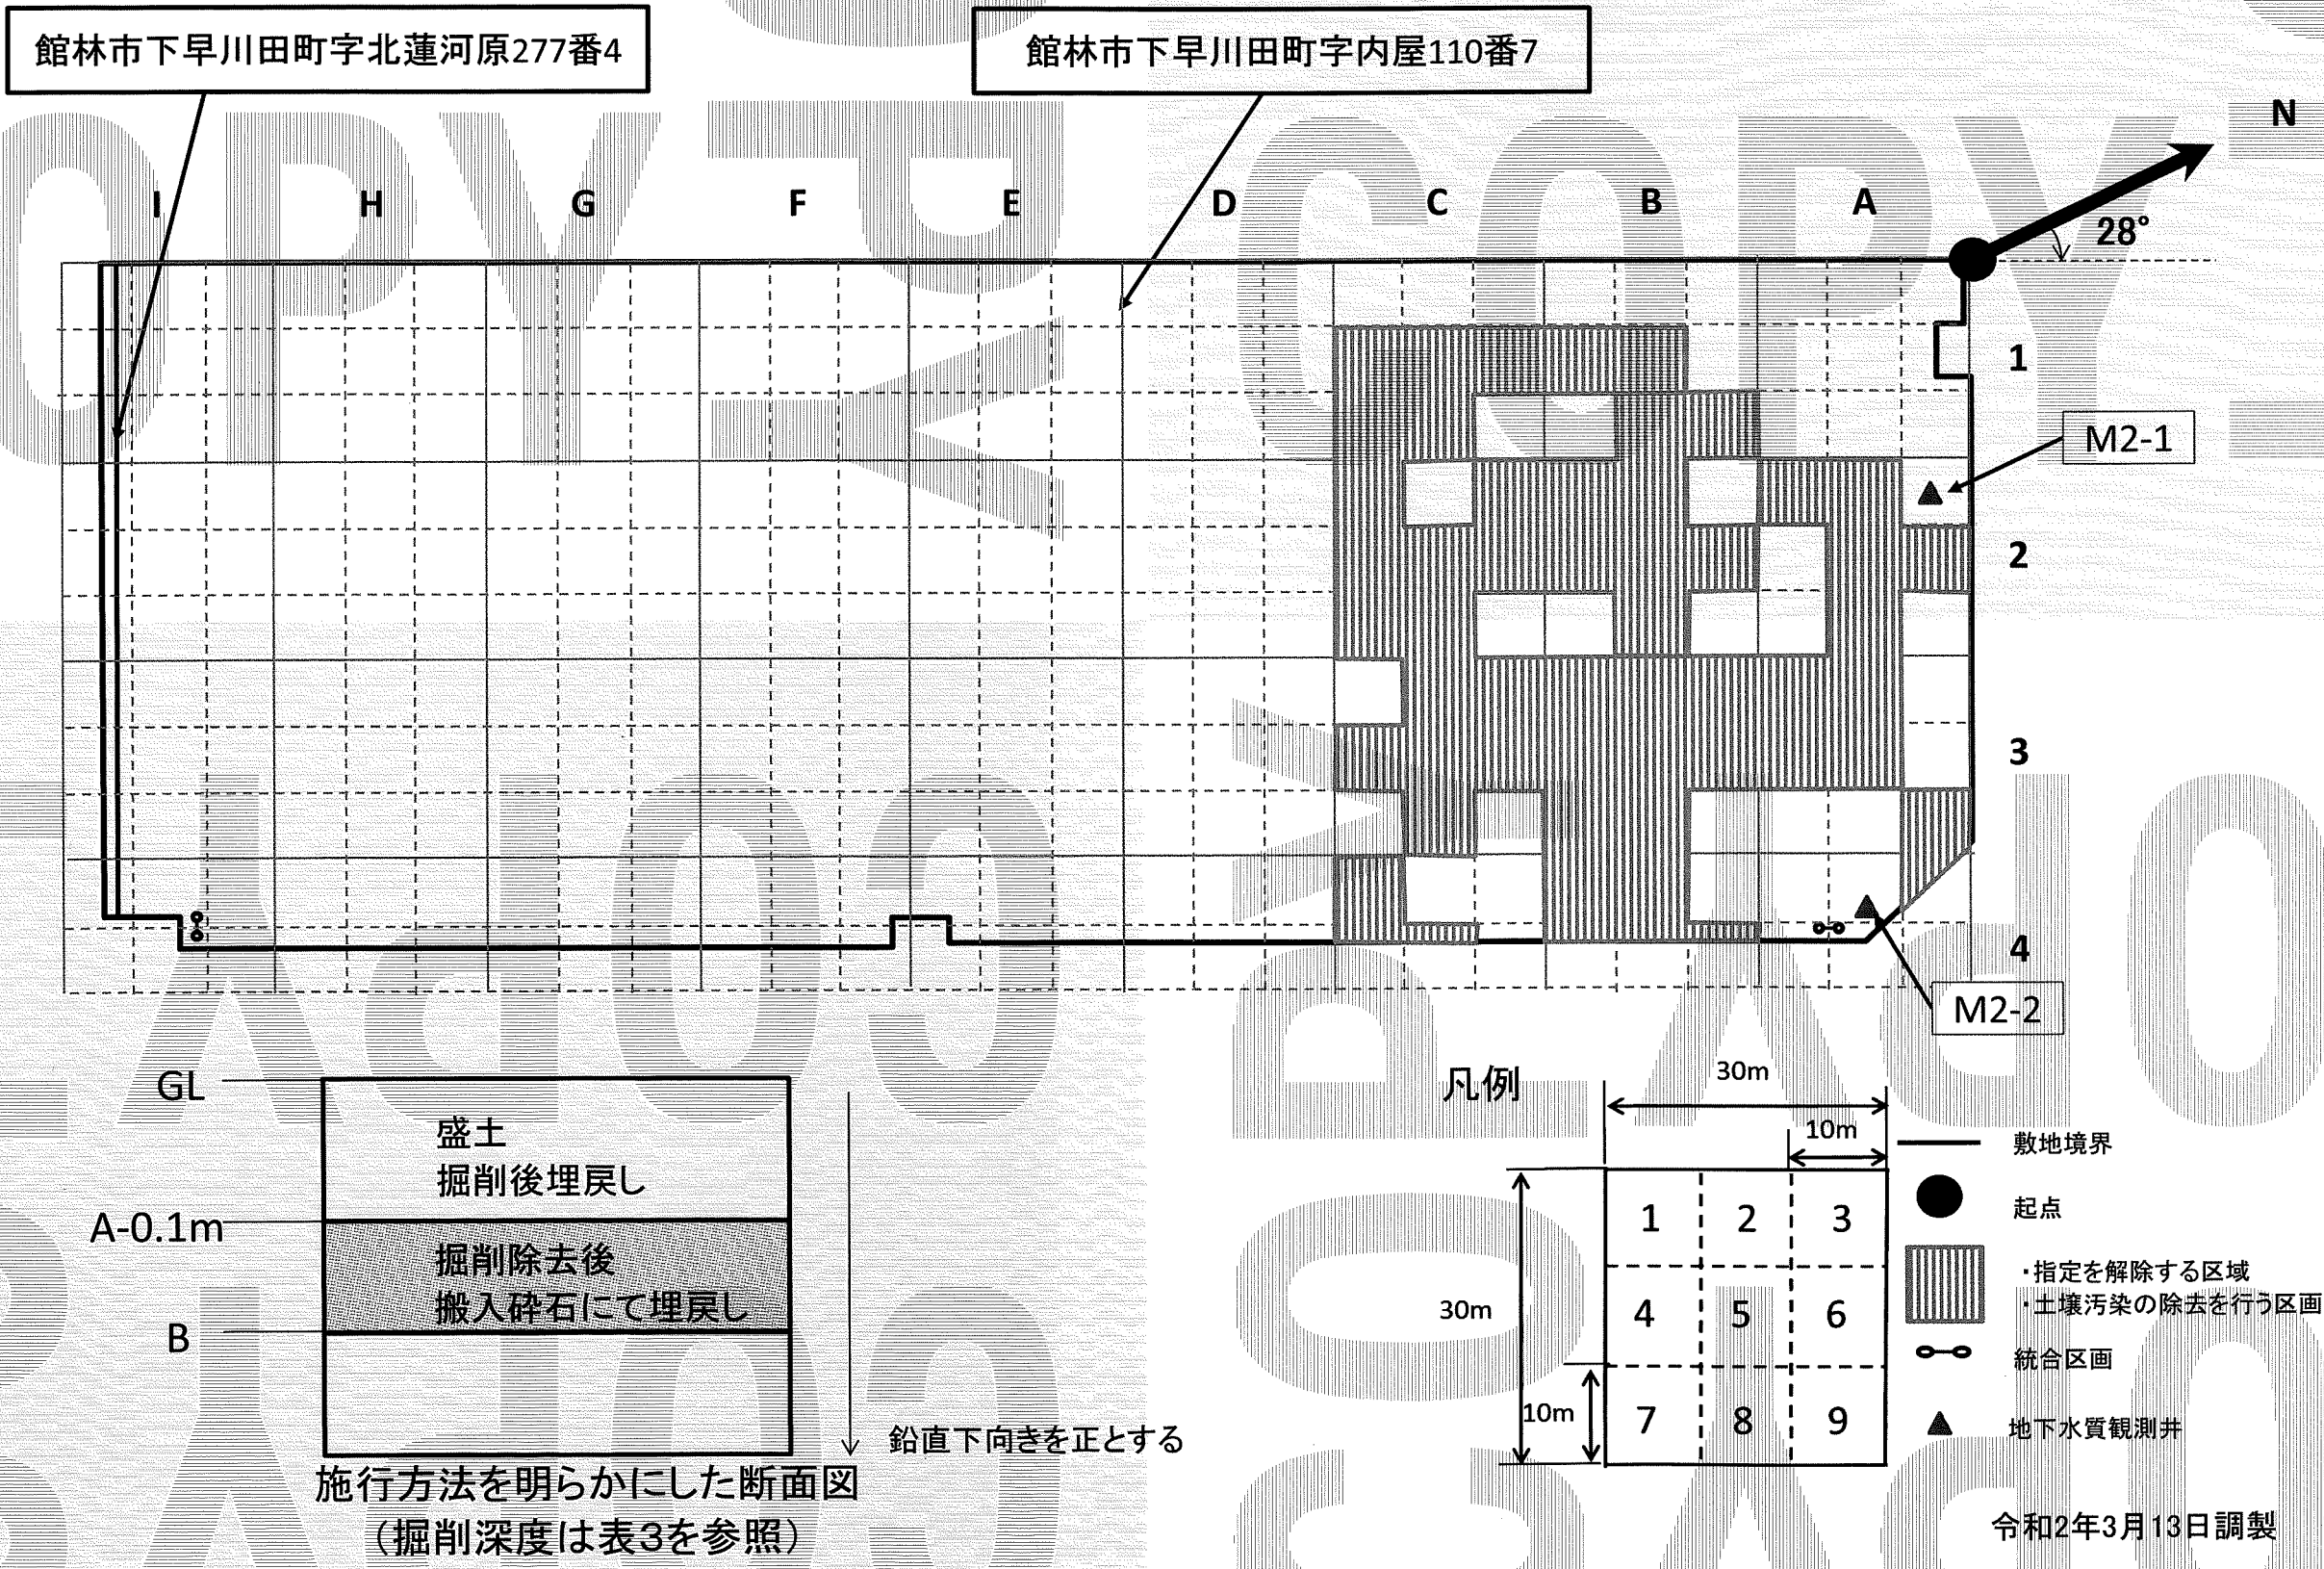 館林市下早川田町字北蓮河原277番4
館林市下早川田町字内屋110番7
N
28°
I H G F E D C B A
1
M2-1
2
3
4
M2-2
GL
盛土
掘削後埋戻し
A-0.1m
掘削除去後
搬入砕石にて埋戻し
B
鉛直下向きを正とする
施行方法を明らかにした断面図
（掘削深度は表3を参照）
凡例
30m
10m
30m
10m
1 2 3
4 5 6
7 8 9
敷地境界
起点
・指定を解除する区域
・土壌汚染の除去を行う区画
統合区画
地下水質観測井
令和2年3月13日調製
COPY
COPY
COPY
COPY
COPY
COPY